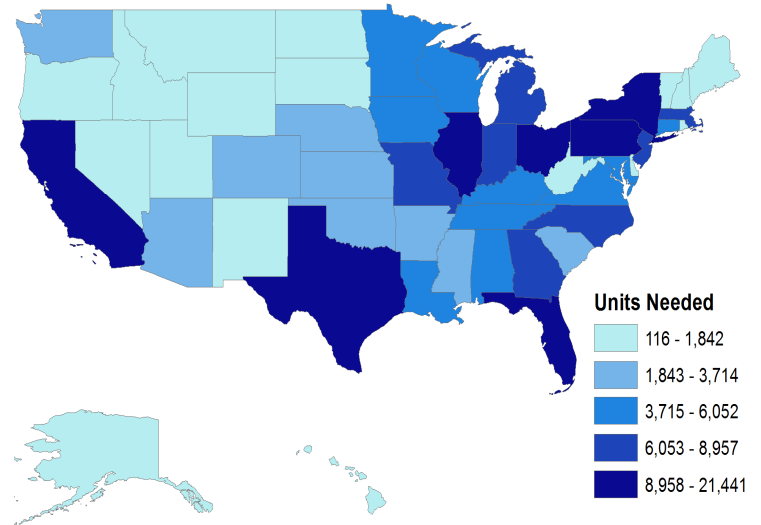 Units Needed
116 - 1,842
1,843 - 3,714
3,715 - 6,052
6,053 - 8,957
8,958 - 21,441